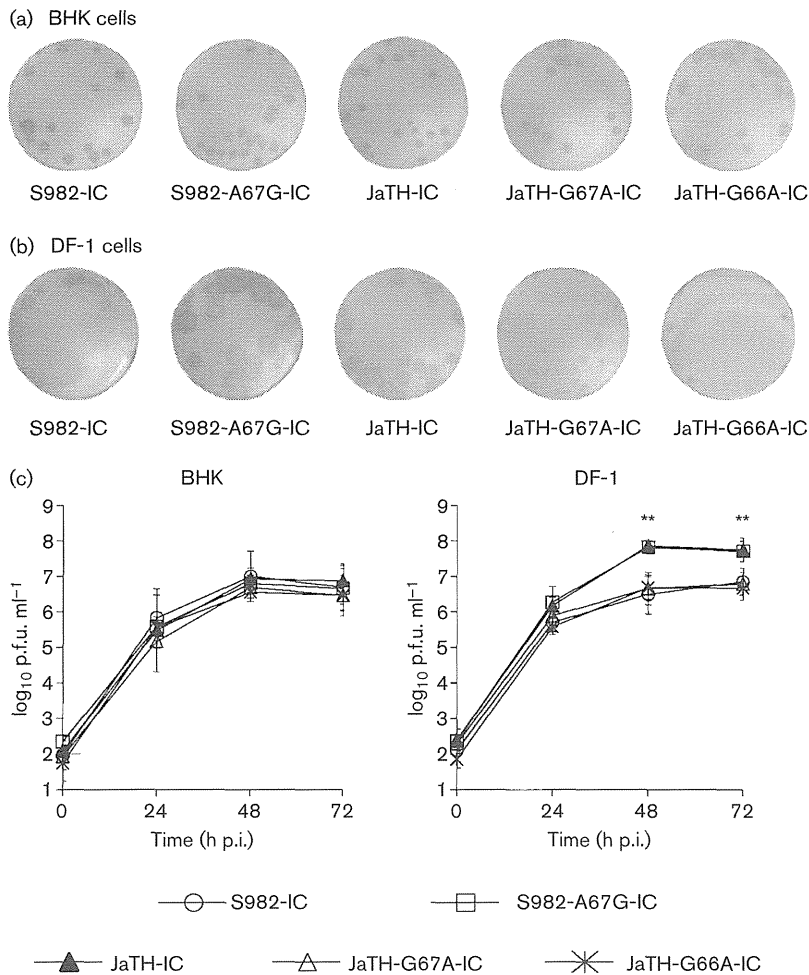 (a) BHK cells
S982-IC S982-A67G-IC JaTH-IC JaTH-G67A-IC JaTH-G66A-IC
(b) DF-1 cells
S982-IC S982-A67G-IC JaTH-IC JaTH-G67A-IC JaTH-G66A-IC
(c) BHK DF-1
9 9
** **
8 8
7 7
6 6
5 5
4 4
3 3
2 2
1 1
log₁₀ p.f.u. ml⁻¹ log₁₀ p.f.u. ml⁻¹
0 24 48 72 0 24 48 72
Time (h p.i.) Time (h p.i.)
S982-IC S982-A67G-IC
JaTH-IC JaTH-G67A-IC JaTH-G66A-IC